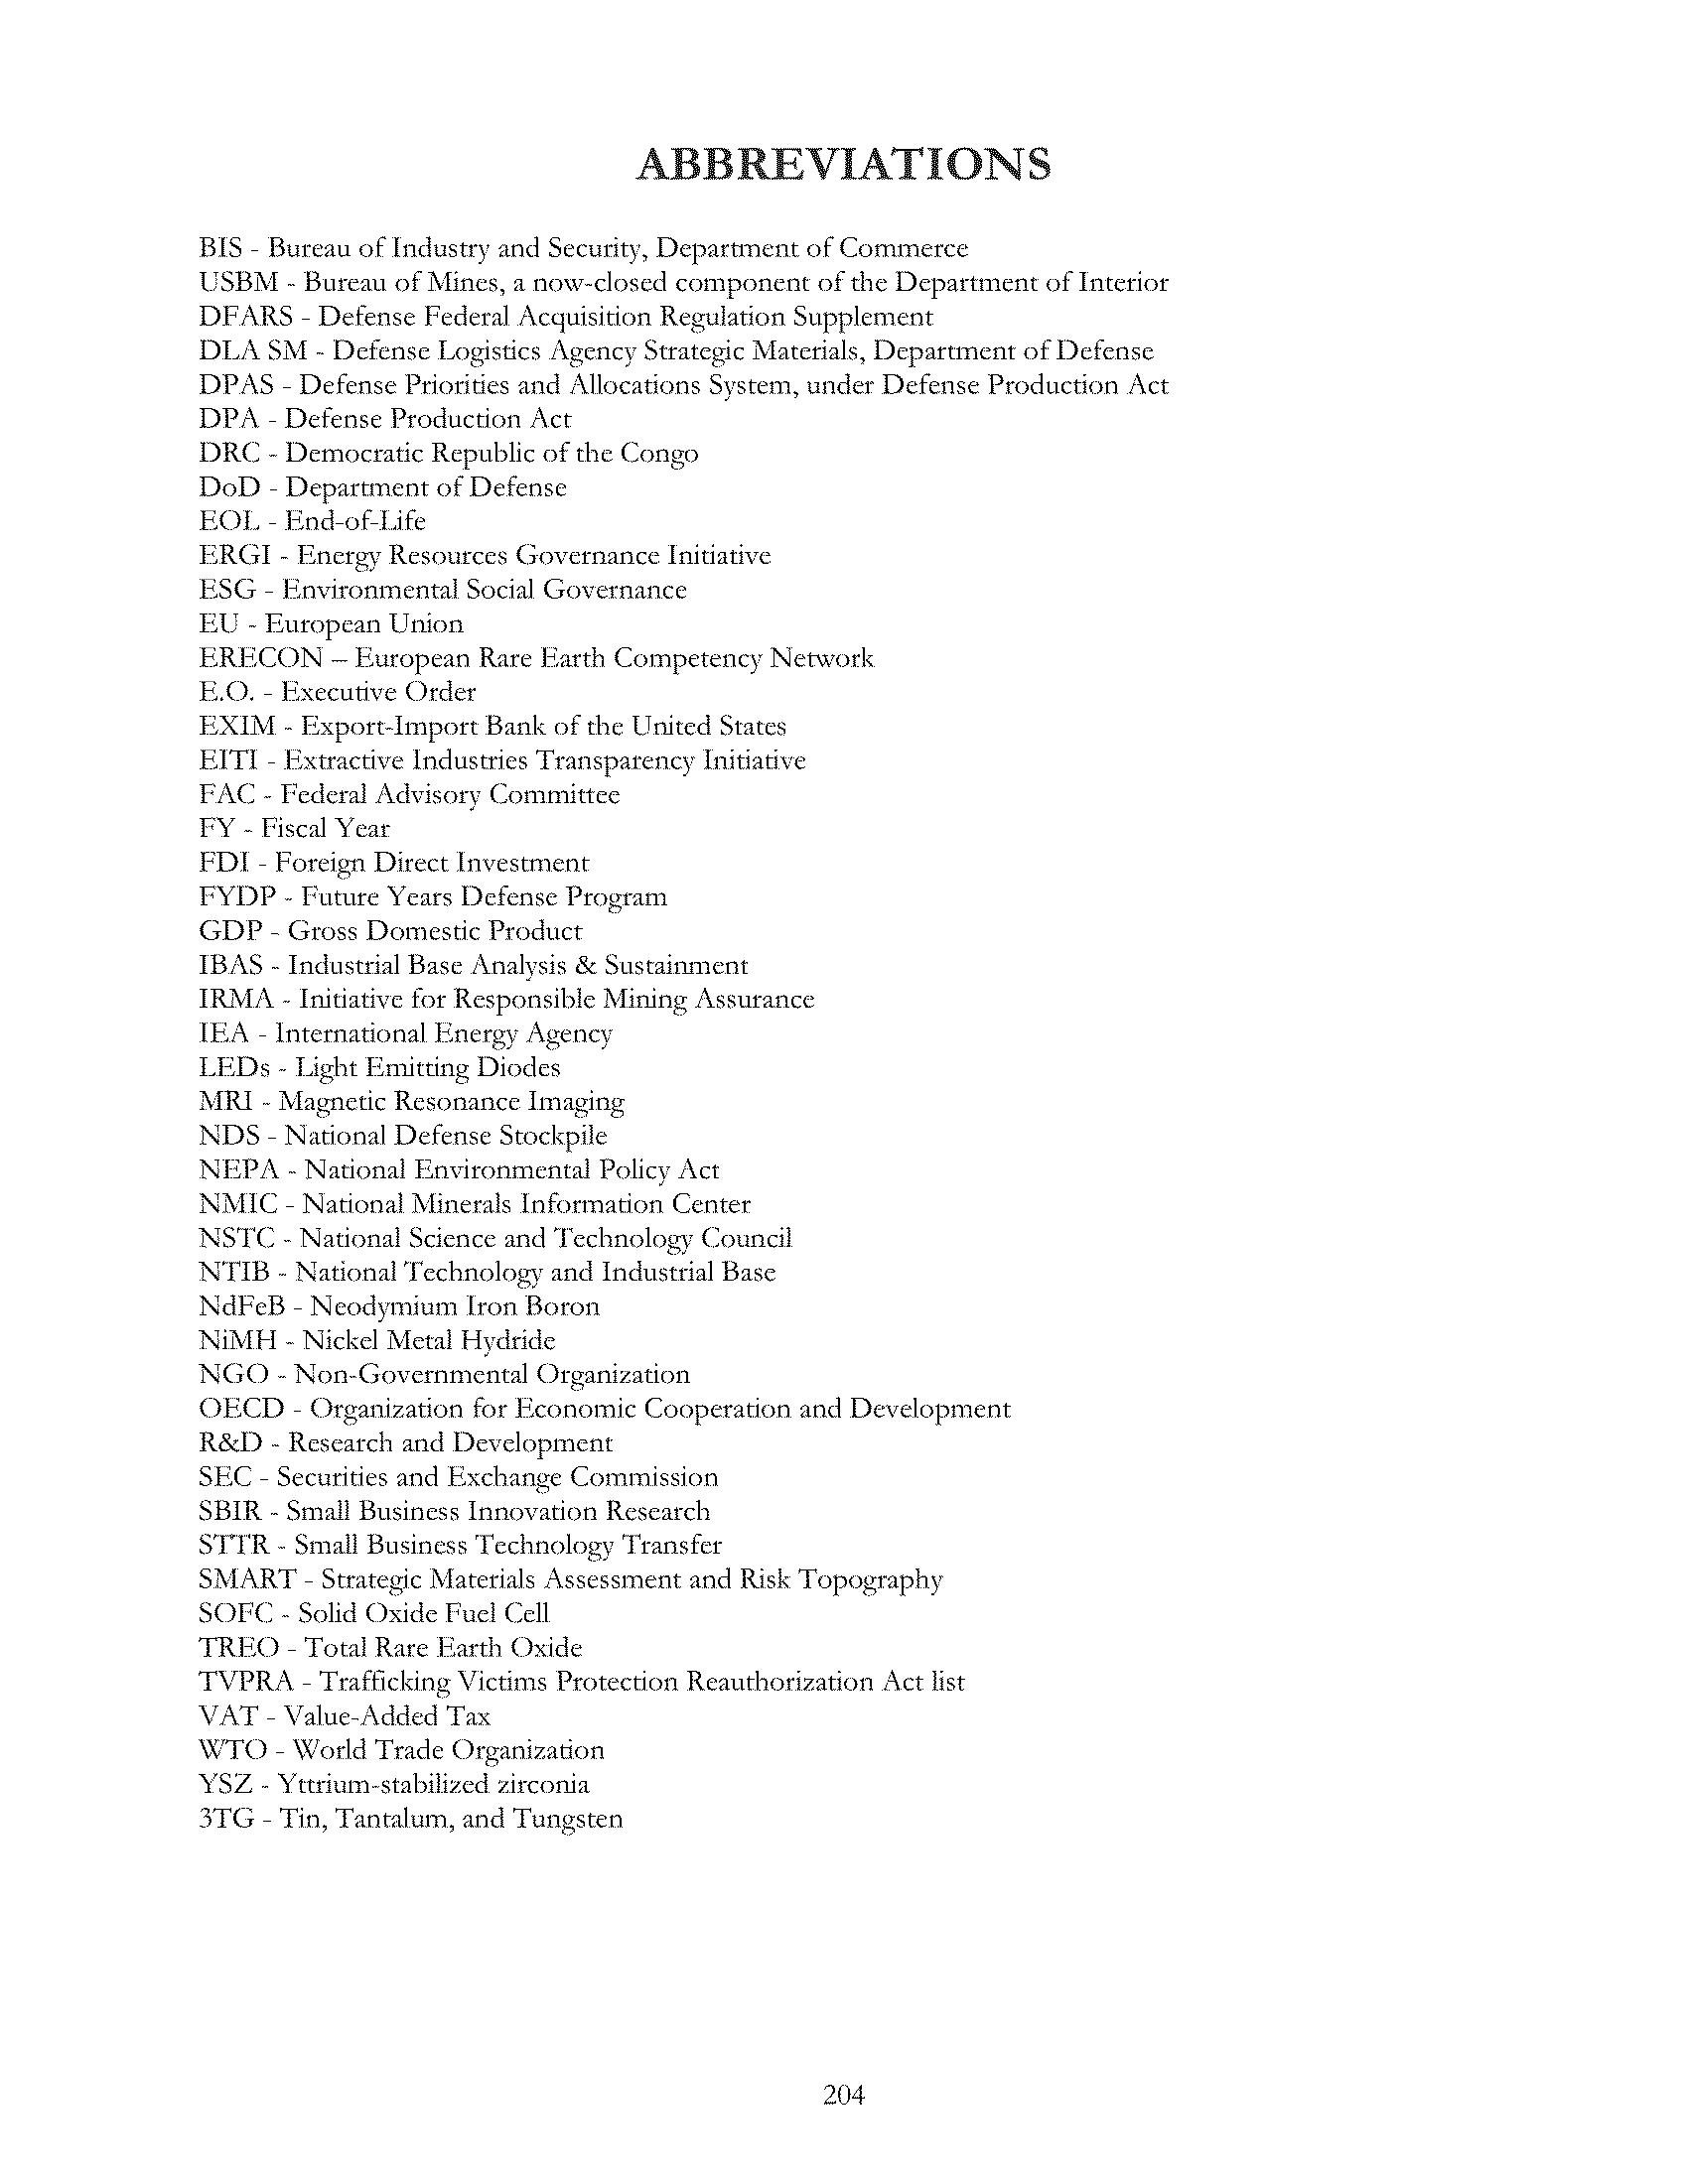 ABBREVIATIONS
BIS - Bureau of Industry and Security, Department of Commerce
USBM - Bureau of Mines, a now-closed component of the Department of Interior
DFARS - Defense Federal Acquisition Regulation Supplement
DLA SM - Defense Logistics Agency Strategic Materials, Department of Defense
DPAS - Defense Priorities and Allocations System, under Defense Production Act
DPA - Defense Production Act
DRC - Democratic Republic of the Congo
DoD - Department of Defense
EOL - End-of-Life
ERGI - Energy Resources Governance Initiative
ESG - Environmental Social Governance
EU - European Union
ERECON – European Rare Earth Competency Network
E.O. - Executive Order
EXIM - Export-Import Bank of the United States
EITI - Extractive Industries Transparency Initiative
FAC - Federal Advisory Committee
FY - Fiscal Year
FDI - Foreign Direct Investment
FYDP - Future Years Defense Program
GDP - Gross Domestic Product
IBAS - Industrial Base Analysis & Sustainment
IRMA - Initiative for Responsible Mining Assurance
IEA - International Energy Agency
LEDs - Light Emitting Diodes
MRI - Magnetic Resonance Imaging
NDS - National Defense Stockpile
NEPA - National Environmental Policy Act
NMIC - National Minerals Information Center
NSTC - National Science and Technology Council
NTIB - National Technology and Industrial Base
NdFeB - Neodymium Iron Boron
NiMH - Nickel Metal Hydride
NGO - Non-Governmental Organization
OECD - Organization for Economic Cooperation and Development
R&D - Research and Development
SEC - Securities and Exchange Commission
SBIR - Small Business Innovation Research
STTR - Small Business Technology Transfer
SMART - Strategic Materials Assessment and Risk Topography
SOFC - Solid Oxide Fuel Cell
TREO - Total Rare Earth Oxide
TVPRA - Trafficking Victims Protection Reauthorization Act list
VAT - Value-Added Tax
WTO - World Trade Organization
YSZ - Yttrium-stabilized zirconia
3TG - Tin, Tantalum, and Tungsten
204